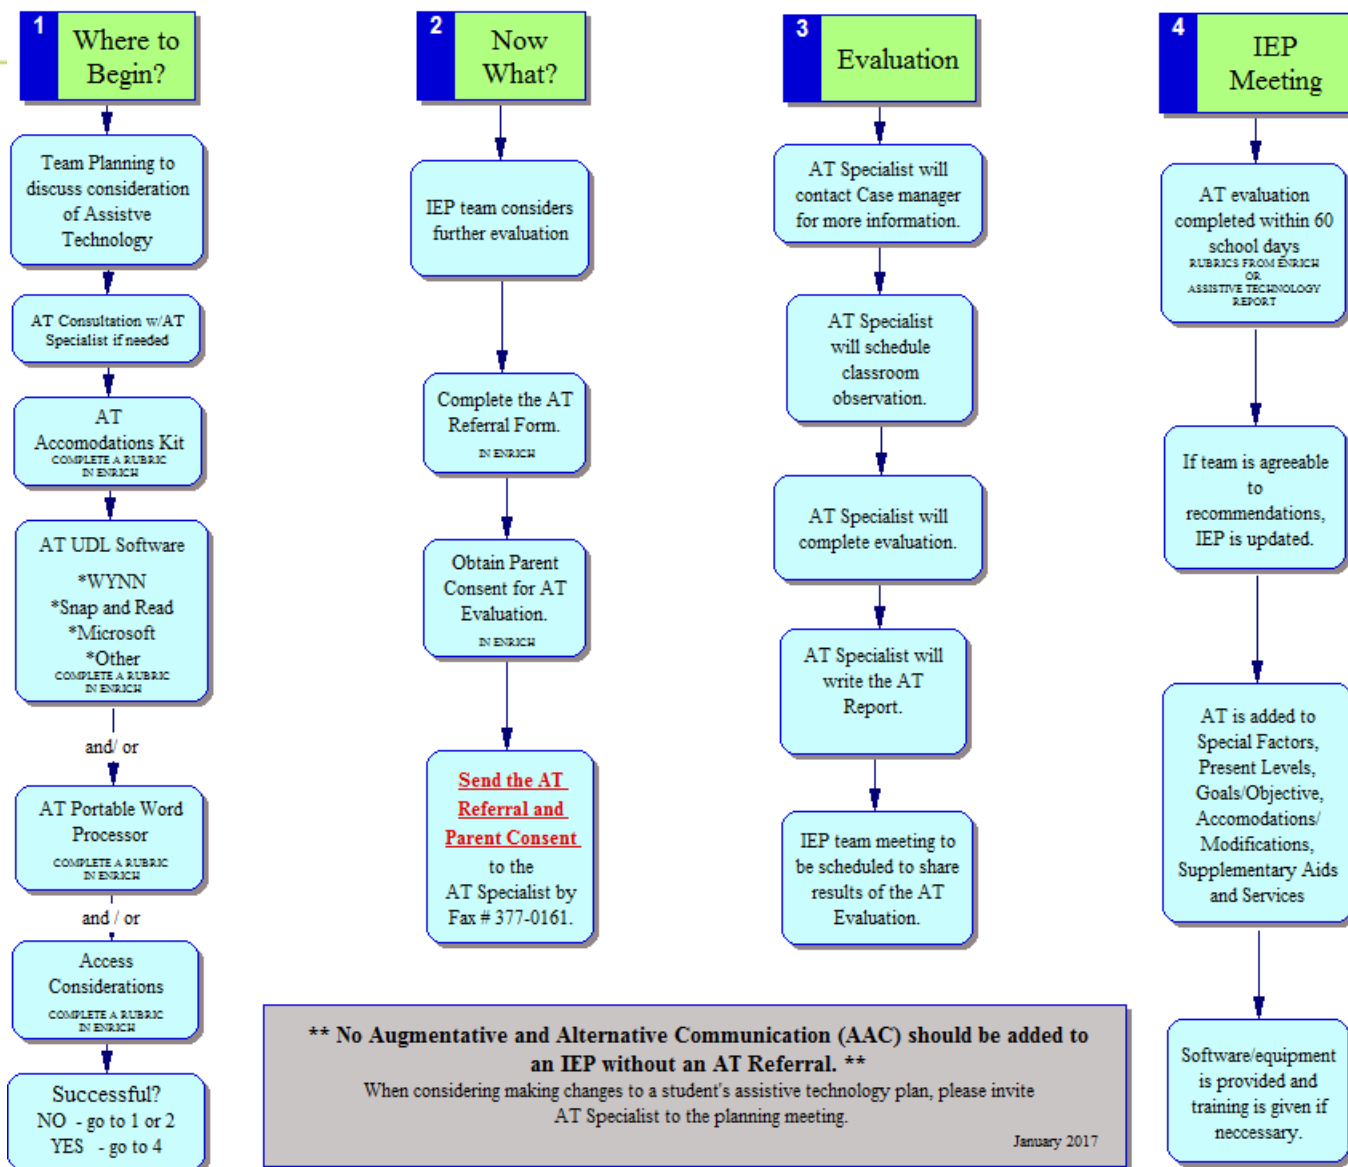 1
Where to
Begin?
Team Planning to
discuss consideration
of Assistve
Technology
AT Consultation w/AT
Specialist if needed
AT
Accomodations Kit
COMPLETE A RUBRIC
IN ENRICH
AT UDL Software
*WYNN
*Snap and Read
*Microsoft
*Other
COMPLETE A RUBRIC
IN ENRICH
and/ or
AT Portable Word
Processor
COMPLETE A RUBRIC
IN ENRICH
and / or
Access
Considerations
COMPLETE A RUBRIC
IN ENRICH
Successful?
NO - go to 1 or 2
YES - go to 4
2
Now
What?
IEP team considers
further evaluation
Complete the AT
Referral Form.
IN ENRICH
Obtain Parent
Consent for AT
Evaluation.
IN ENRICH
Send the AT
Referral and
Parent Consent
to the
AT Specialist by
Fax # 377-0161.
3
Evaluation
AT Specialist will
contact Case manager
for more information.
AT Specialist
will schedule
classroom
observation.
AT Specialist will
complete evaluation.
AT Specialist will
write the AT
Report.
IEP team meeting to
be scheduled to share
results of the AT
Evaluation.
4
IEP
Meeting
AT evaluation
completed within 60
school days
RUBRICS FROM ENRICH
OR
ASSISTIVE TECHNOLOGY
REPORT
If team is agreeable
to
recommendations,
IEP is updated.
AT is added to
Special Factors,
Present Levels,
Goals/Objective,
Accomodations/
Modifications,
Supplementary Aids
and Services
Software/equipment
is provided and
training is given if
neccessary.
** No Augmentative and Alternative Communication (AAC) should be added to
an IEP without an AT Referral. **
When considering making changes to a student's assistive technology plan, please invite
AT Specialist to the planning meeting.
January 2017